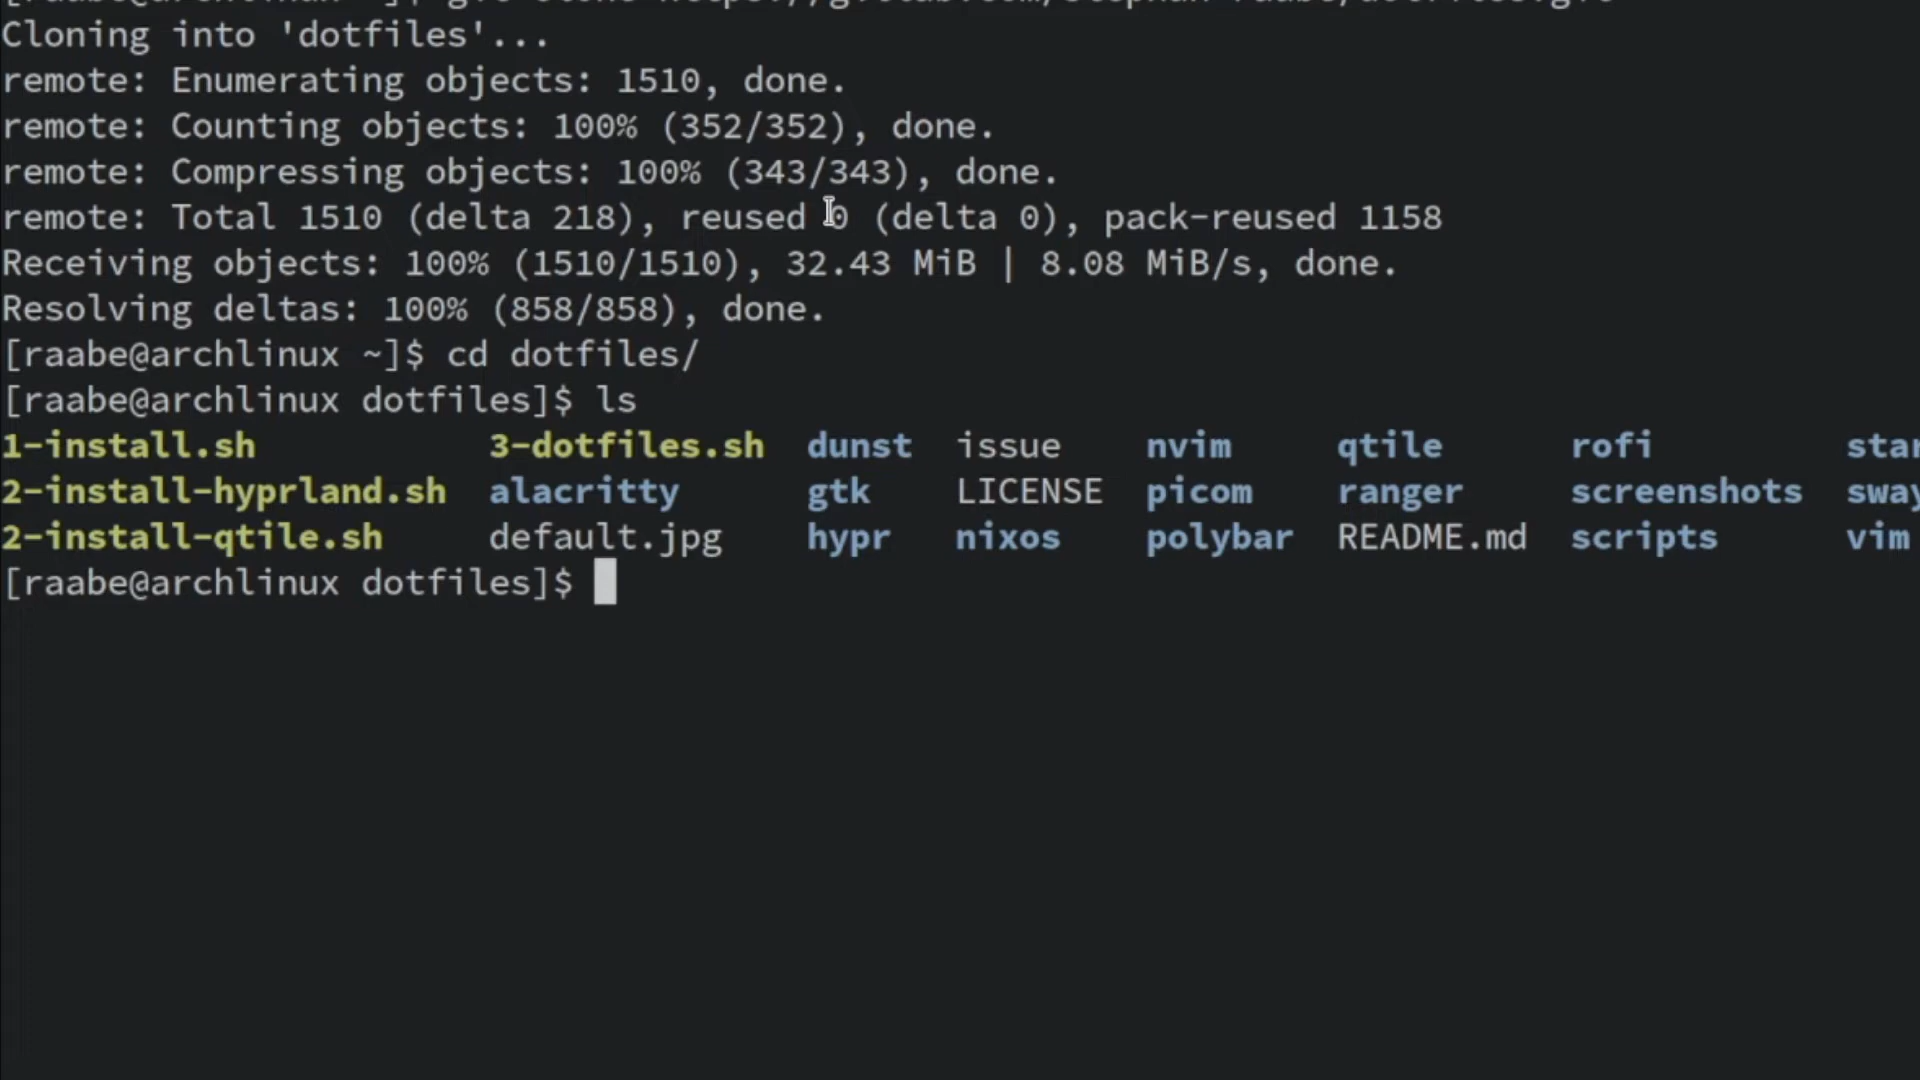 Cloning into 'dotfiles'...
remote: Enumerating objects: 1510, done.
remote: Counting objects: 100% (352/352), done.
remote: Compressing objects: 100% (343/343), done.
remote: Total 1510 (delta 218), reused 0 (delta 0), pack-reused 1158
Receiving objects: 100% (1510/1510), 32.43 MiB | 8.08 MiB/s, done.
Resolving deltas: 100% (858/858), done.
[raabe@archlinux ~]$ cd dotfiles/
[raabe@archlinux dotfiles]$ ls
1-install.sh 3-dotfiles.sh dunst issue nvim qtile rofi star
2-install-hyprland.sh alacritty gtk LICENSE picom ranger screenshots sway
2-install-qtile.sh default.jpg hypr nixos polybar README.md scripts vim
[raabe@archlinux dotfiles]$